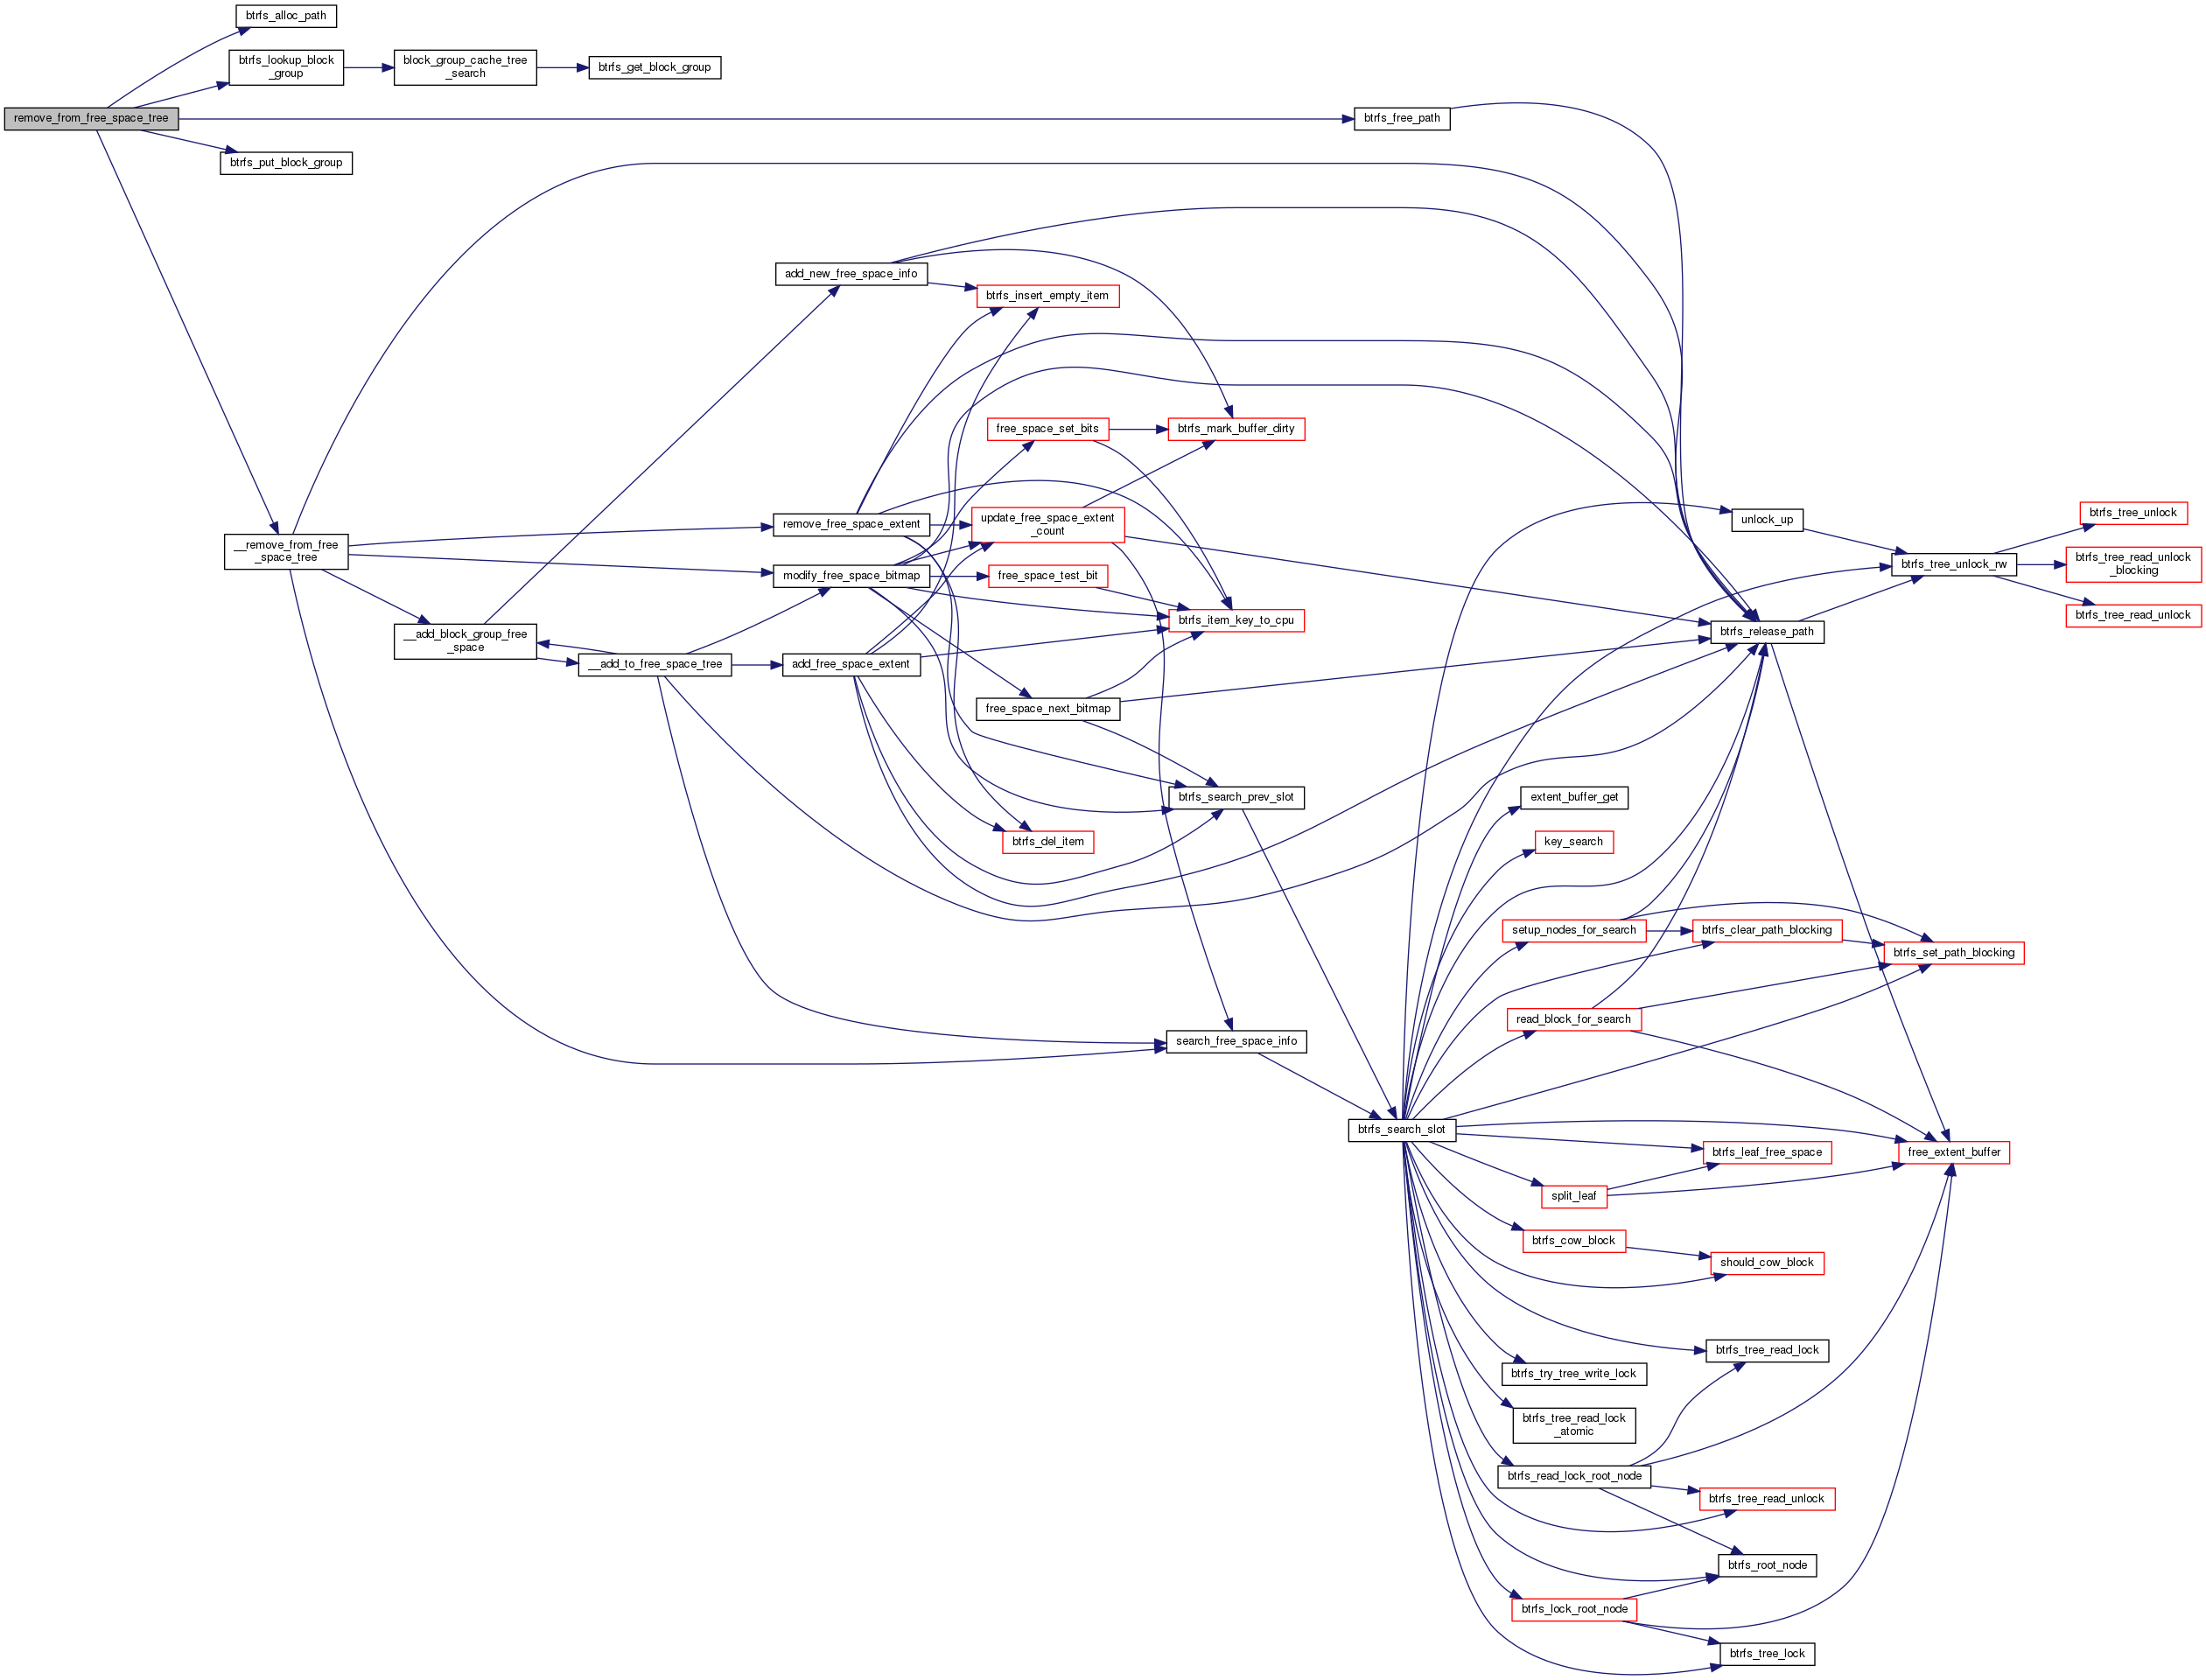 btrfs_alloc_path
btrfs_lookup_block
_group
block_group_cache_tree
_search
btrfs_get_block_group
remove_from_free_space_tree
btrfs_free_path
btrfs_put_block_group
add_new_free_space_info
btrfs_insert_empty_item
free_space_set_bits
btrfs_mark_buffer_dirty
remove_free_space_extent
update_free_space_extent
_count
unlock_up
btrfs_tree_unlock
__remove_from_free
_space_tree
modify_free_space_bitmap
free_space_test_bit
btrfs_tree_unlock_rw
btrfs_tree_read_unlock
_blocking
btrfs_item_key_to_cpu
btrfs_tree_read_unlock
__add_block_group_free
_space
btrfs_release_path
__add_to_free_space_tree
add_free_space_extent
free_space_next_bitmap
btrfs_search_prev_slot
extent_buffer_get
btrfs_del_item
key_search
setup_nodes_for_search
btrfs_clear_path_blocking
btrfs_set_path_blocking
read_block_for_search
search_free_space_info
btrfs_search_slot
btrfs_leaf_free_space
free_extent_buffer
split_leaf
btrfs_cow_block
should_cow_block
btrfs_tree_read_lock
btrfs_try_tree_write_lock
btrfs_tree_read_lock
_atomic
btrfs_read_lock_root_node
btrfs_tree_read_unlock
btrfs_root_node
btrfs_lock_root_node
btrfs_tree_lock